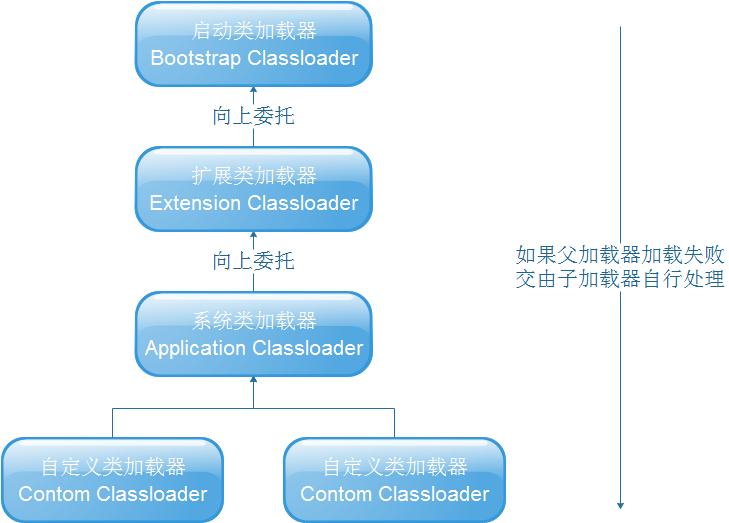 启动类加载器
Bootstrap Classloader
向上委托
扩展类加载器
Extension Classloader
向上委托
如果父加载器加载失败
交由子加载器自行处理
系统类加载器
Application Classloader
自定义类加载器
Contom Classloader
自定义类加载器
Contom Classloader